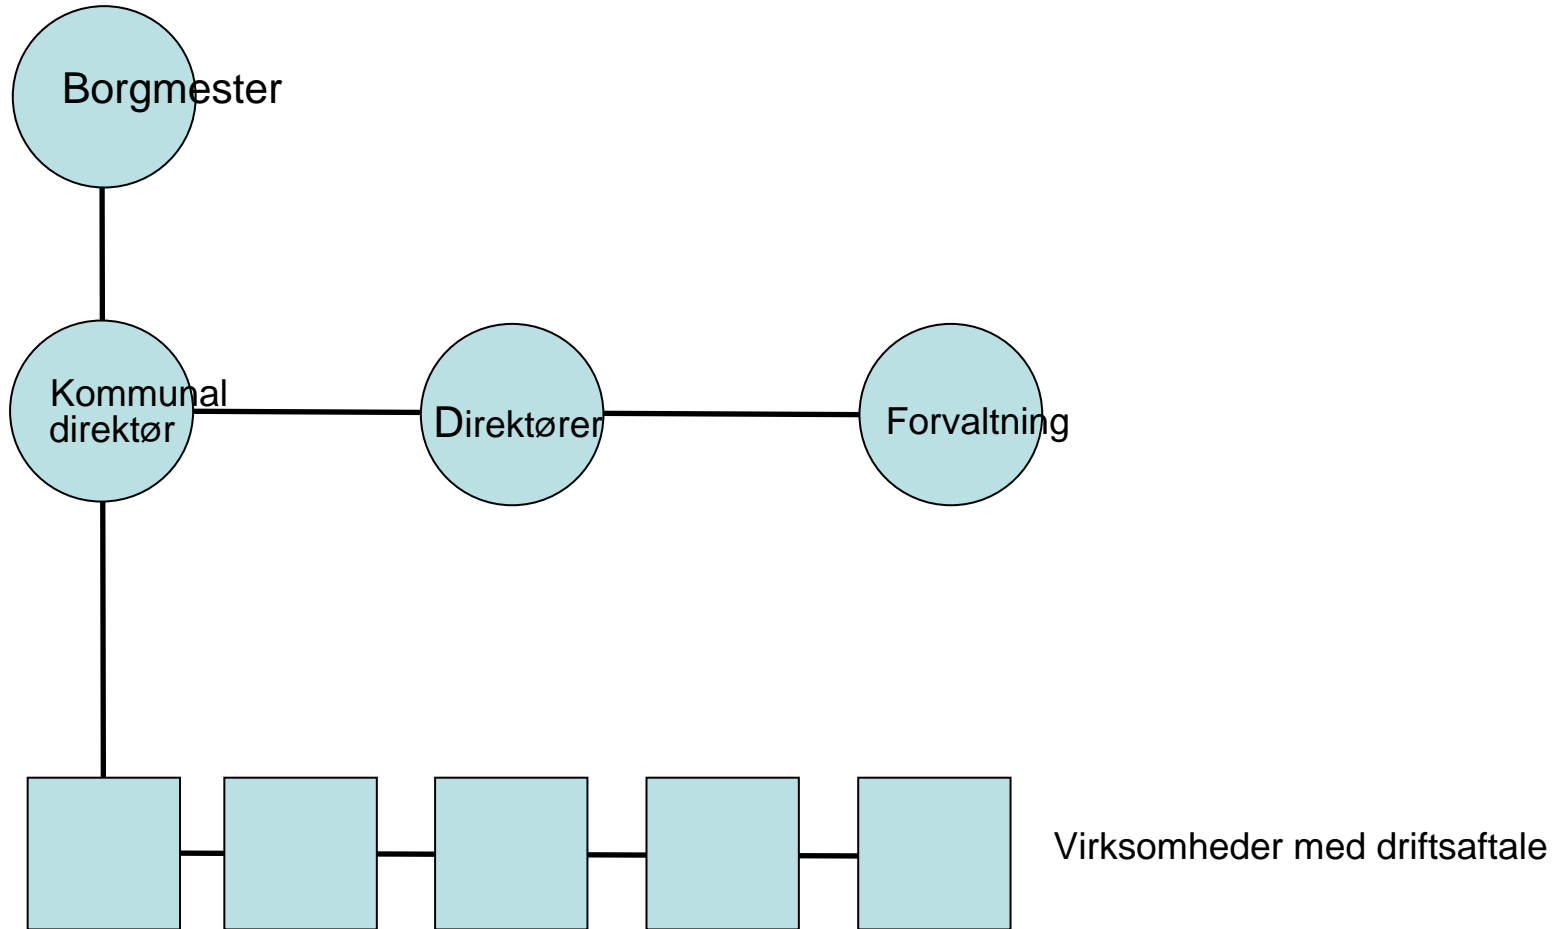 Borgmester
Kommunal
direktør
Direktører
Forvaltning
Virksomheder med driftsaftale